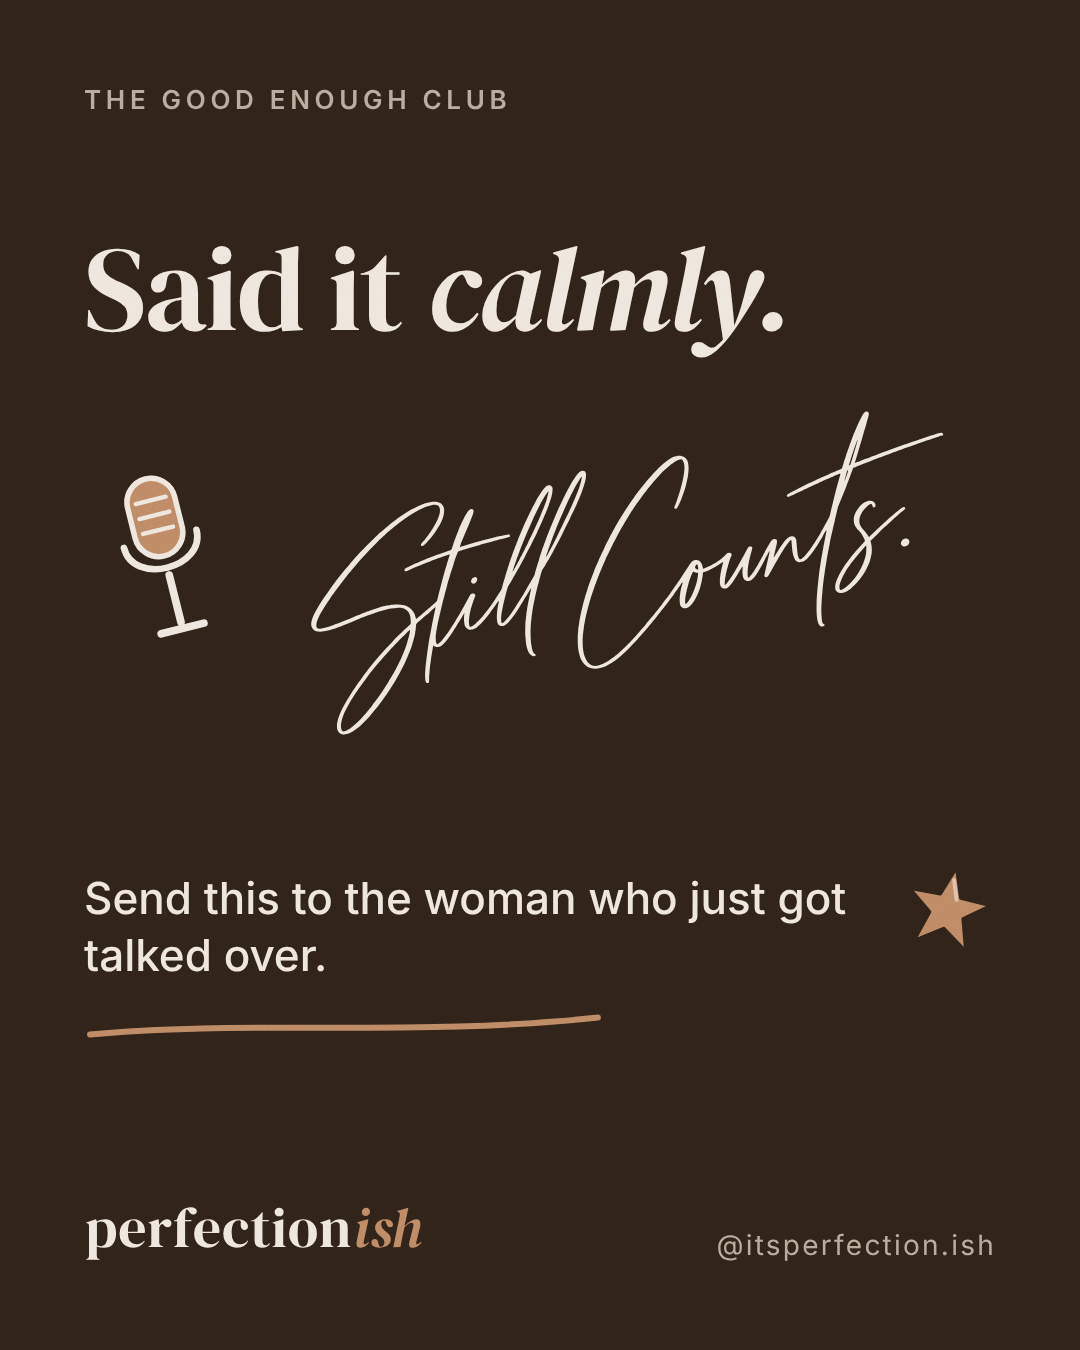 THE GOOD ENOUGH CLUB
Said it calmly.
Still Counts.
Send this to the woman who just got
talked over.
perfectionish
@itsperfection.ish